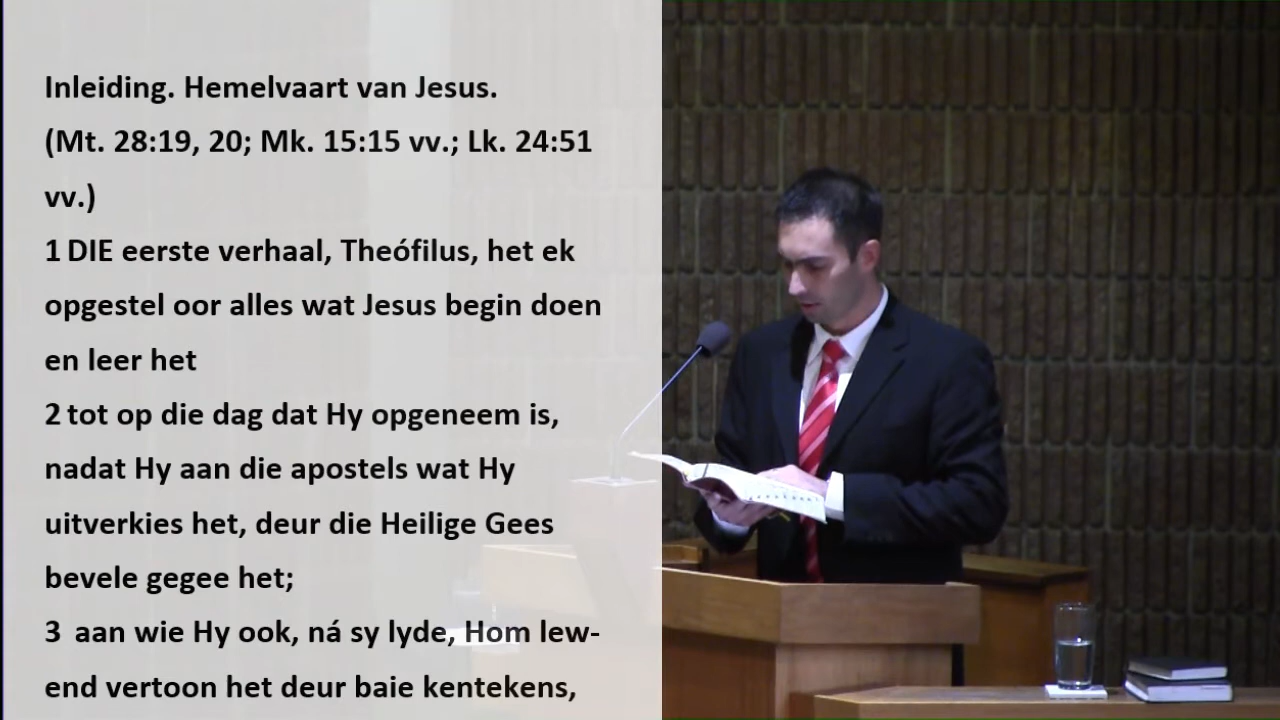 Inleiding. Hemelvaart van Jesus.
(Mt. 28:19, 20; Mk. 15:15 vv.; Lk. 24:51
vv.)
1 DIE eerste verhaal, Theófilus, het ek
opgestel oor alles wat Jesus begin doen
en leer het
2 tot op die dag dat Hy opgeneem is,
nadat Hy aan die apostels wat Hy
uitverkies het, deur die Heilige Gees
bevele gegee het;
3 aan wie Hy ook, ná sy lyde, Hom lew-
end vertoon het deur baie kentekens,